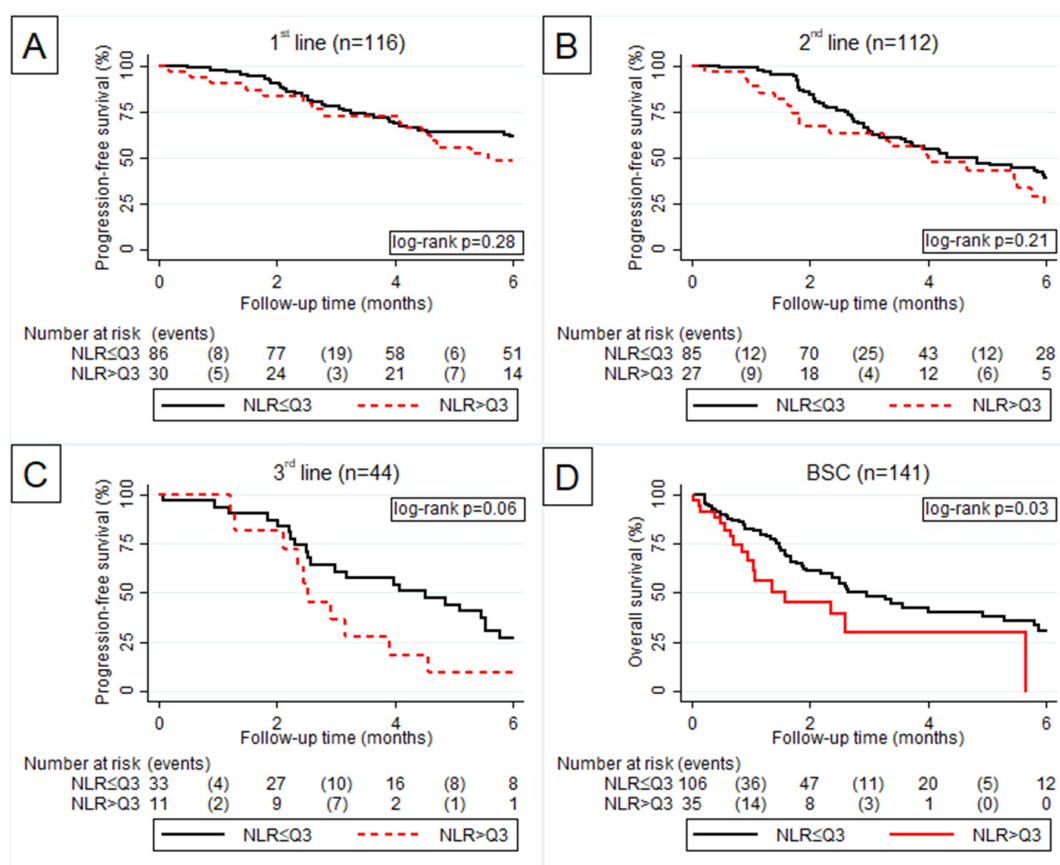 A
1st line (n=116)
Progression-free survival (%)
100
75
50
25
0
log-rank p=0.28
0 2 4 6
Follow-up time (months)
Number at risk (events)
NLR≤Q3 86 (8) 77 (19) 58 (6) 51
NLR>Q3 30 (5) 24 (3) 21 (7) 14
NLR≤Q3 NLR>Q3
B
2nd line (n=112)
Progression-free survival (%)
100
75
50
25
0
log-rank p=0.21
0 2 4 6
Follow-up time (months)
Number at risk (events)
NLR≤Q3 85 (12) 70 (25) 43 (12) 28
NLR>Q3 27 (9) 18 (4) 12 (6) 5
NLR≤Q3 NLR>Q3
C
3rd line (n=44)
Progression-free survival (%)
100
75
50
25
0
log-rank p=0.06
0 2 4 6
Follow-up time (months)
Number at risk (events)
NLR≤Q3 33 (4) 27 (10) 16 (8) 8
NLR>Q3 11 (2) 9 (7) 2 (1) 1
NLR≤Q3 NLR>Q3
D
BSC (n=141)
Overall survival (%)
100
75
50
25
0
log-rank p=0.03
0 2 4 6
Follow-up time (months)
Number at risk (events)
NLR≤Q3 106 (36) 47 (11) 20 (5) 12
NLR>Q3 35 (14) 8 (3) 1 (0) 0
NLR≤Q3 NLR>Q3